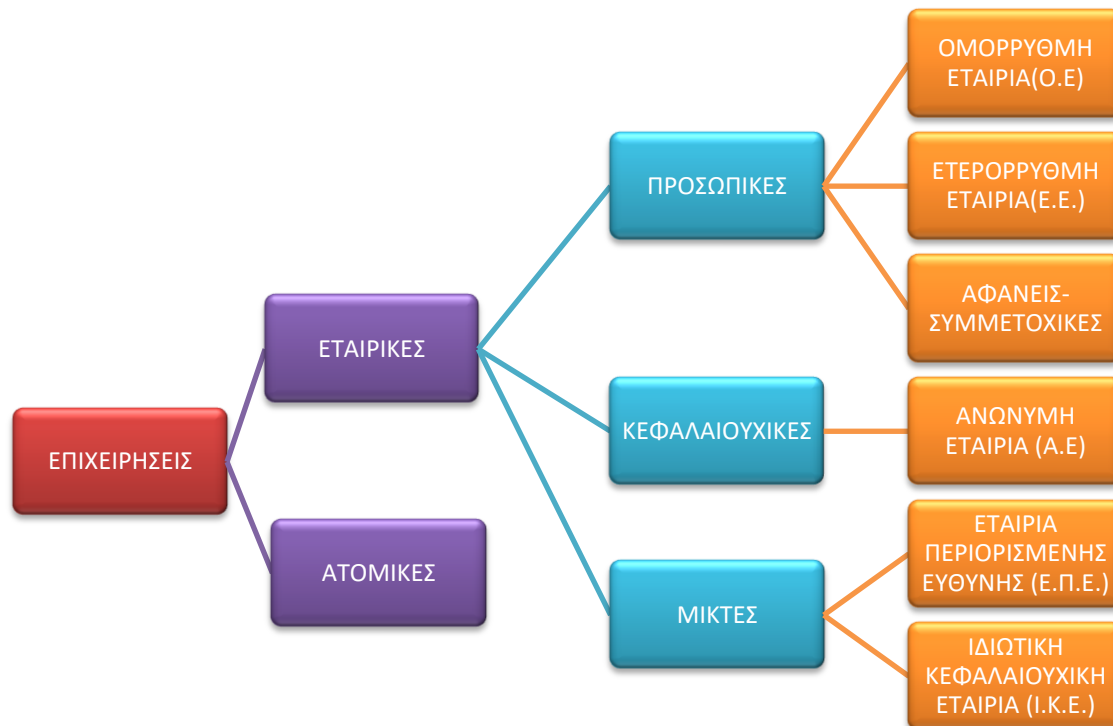 ΕΠΙΧΕΙΡΗΣΕΙΣ
ΕΤΑΙΡΙΚΕΣ
ΑΤΟΜΙΚΕΣ
ΠΡΟΣΩΠΙΚΕΣ
ΚΕΦΑΛΑΙΟΥΧΙΚΕΣ
ΜΙΚΤΕΣ
ΟΜΟΡΡΥΘΜΗ
ΕΤΑΙΡΙΑ(Ο.Ε)
ΕΤΕΡΟΡΡΥΘΜΗ
ΕΤΑΙΡΙΑ(Ε.Ε.)
ΑΦΑΝΕΙΣ-
ΣΥΜΜΕΤΟΧΙΚΕΣ
ΑΝΩΝΥΜΗ
ΕΤΑΙΡΙΑ (Α.Ε)
ΕΤΑΙΡΙΑ
ΠΕΡΙΟΡΙΣΜΕΝΗΣ
ΕΥΘΥΝΗΣ (Ε.Π.Ε.)
ΙΔΙΩΤΙΚΗ
ΚΕΦΑΛΑΙΟΥΧΙΚΗ
ΕΤΑΙΡΙΑ (Ι.Κ.Ε.)